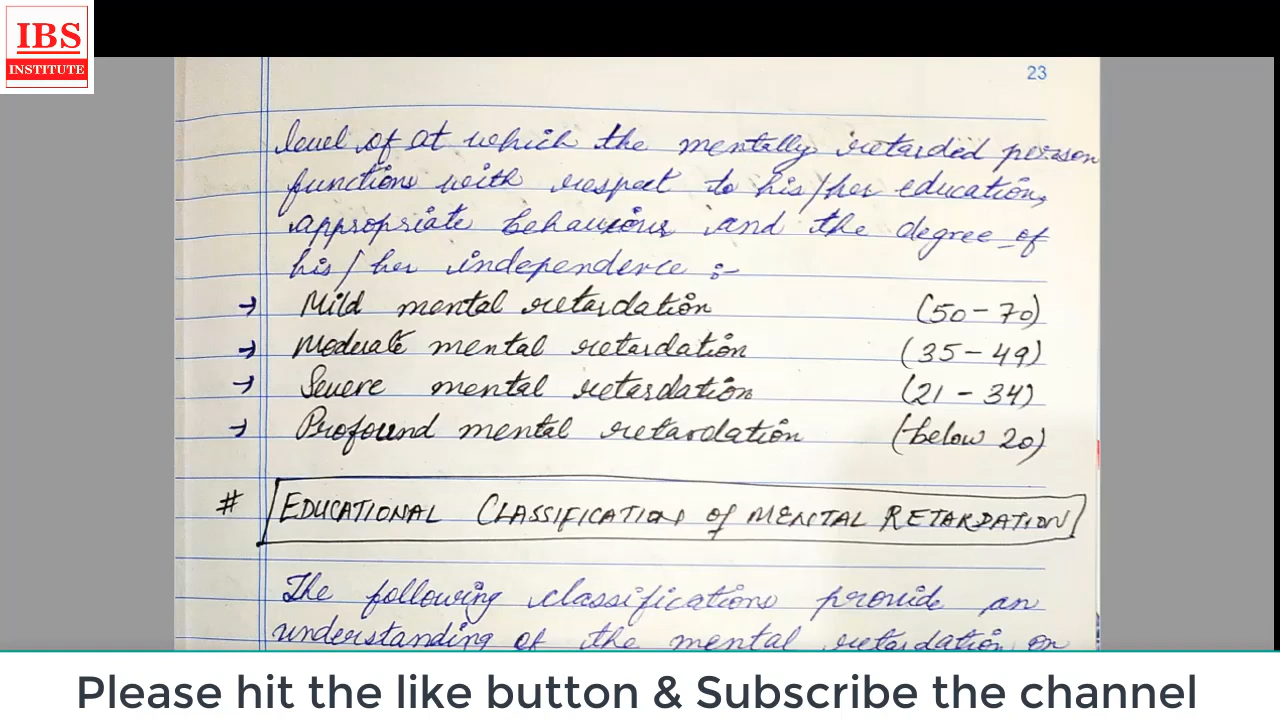 IBS
INSTITUTE
23
level of at which the mentally retarded person
functions with respect to his/her education,
appropriate behaviour and the degree of
his/her independence :-
→ Mild mental retardation (50-70)
→ Moderate mental retardation (35-49)
→ Severe mental retardation (21-34)
→ Profound mental retardation (below 20)
# EDUCATIONAL CLASSIFICATION of MENTAL RETARDATION
The following classifications provide an
understanding of the mental retardation on
Please hit the like button & Subscribe the channel